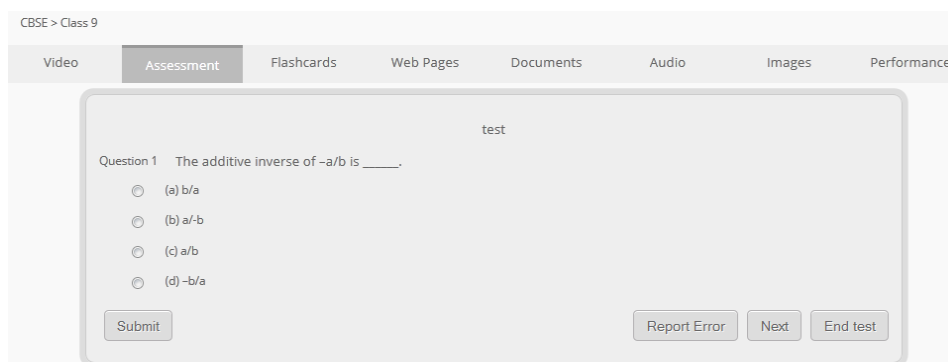 CBSE > Class 9
Video Assessment Flashcards Web Pages Documents Audio Images Performance
test
Question 1 The additive inverse of –a/b is ______.
(a) b/a
(b) a/-b
(c) a/b
(d) –b/a
Submit Report Error Next End test